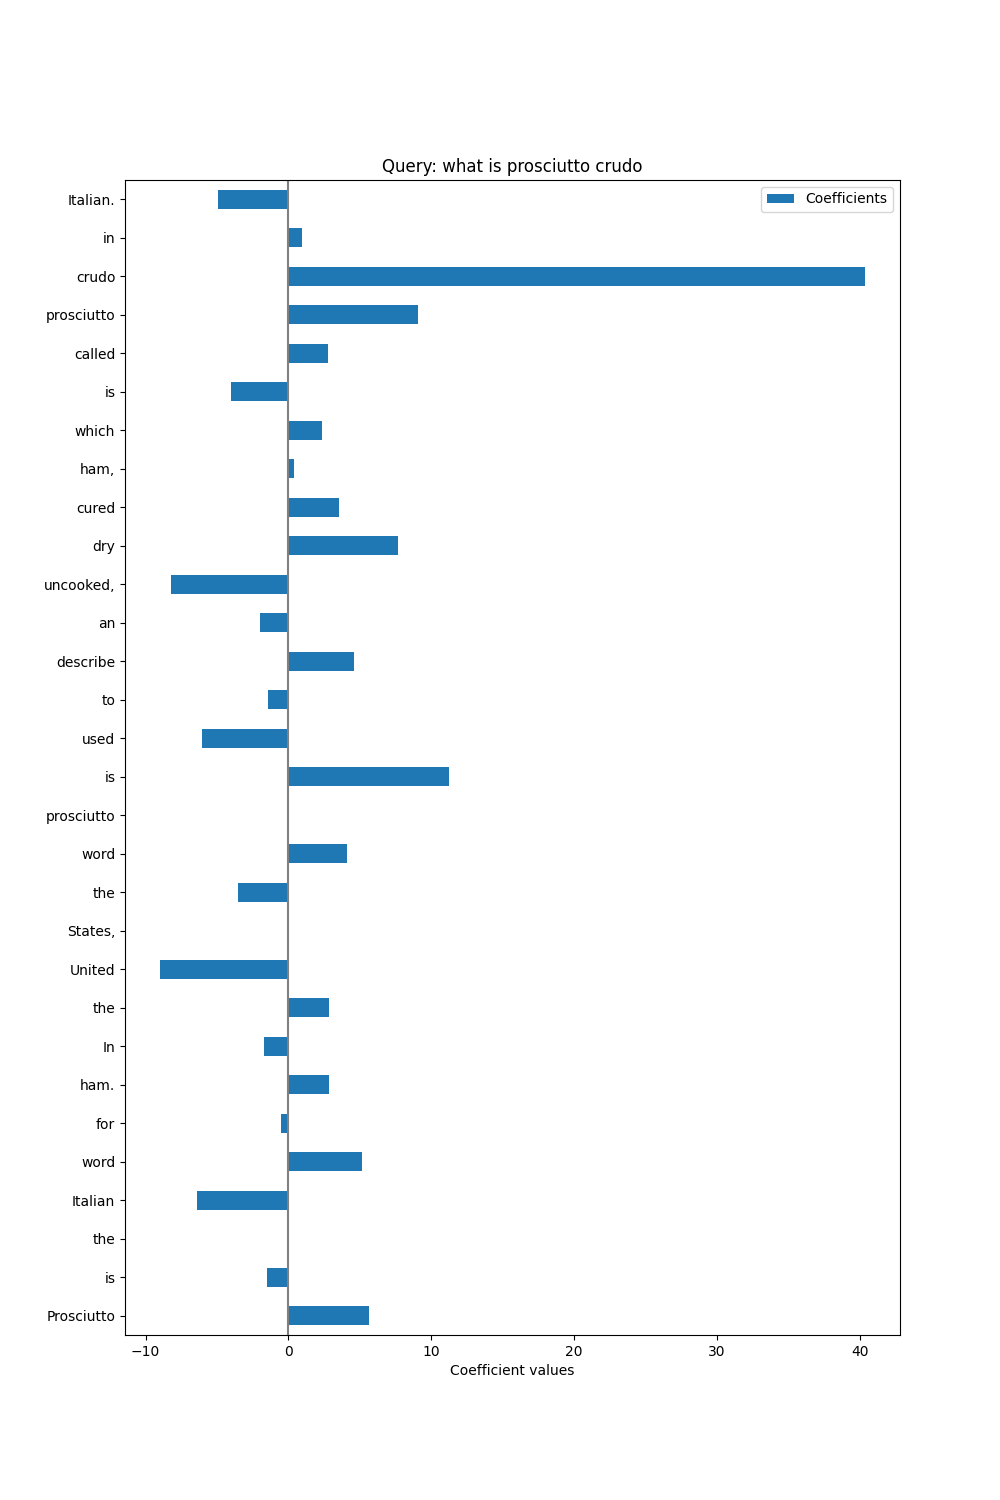 Query: what is prosciutto crudo
Coefficients
Italian.
in
crudo
prosciutto
called
is
which
ham,
cured
dry
uncooked,
an
describe
to
used
is
prosciutto
word
the
States,
United
the
In
ham.
for
word
Italian
the
is
Prosciutto
−10 0 10 20 30 40
Coefficient values